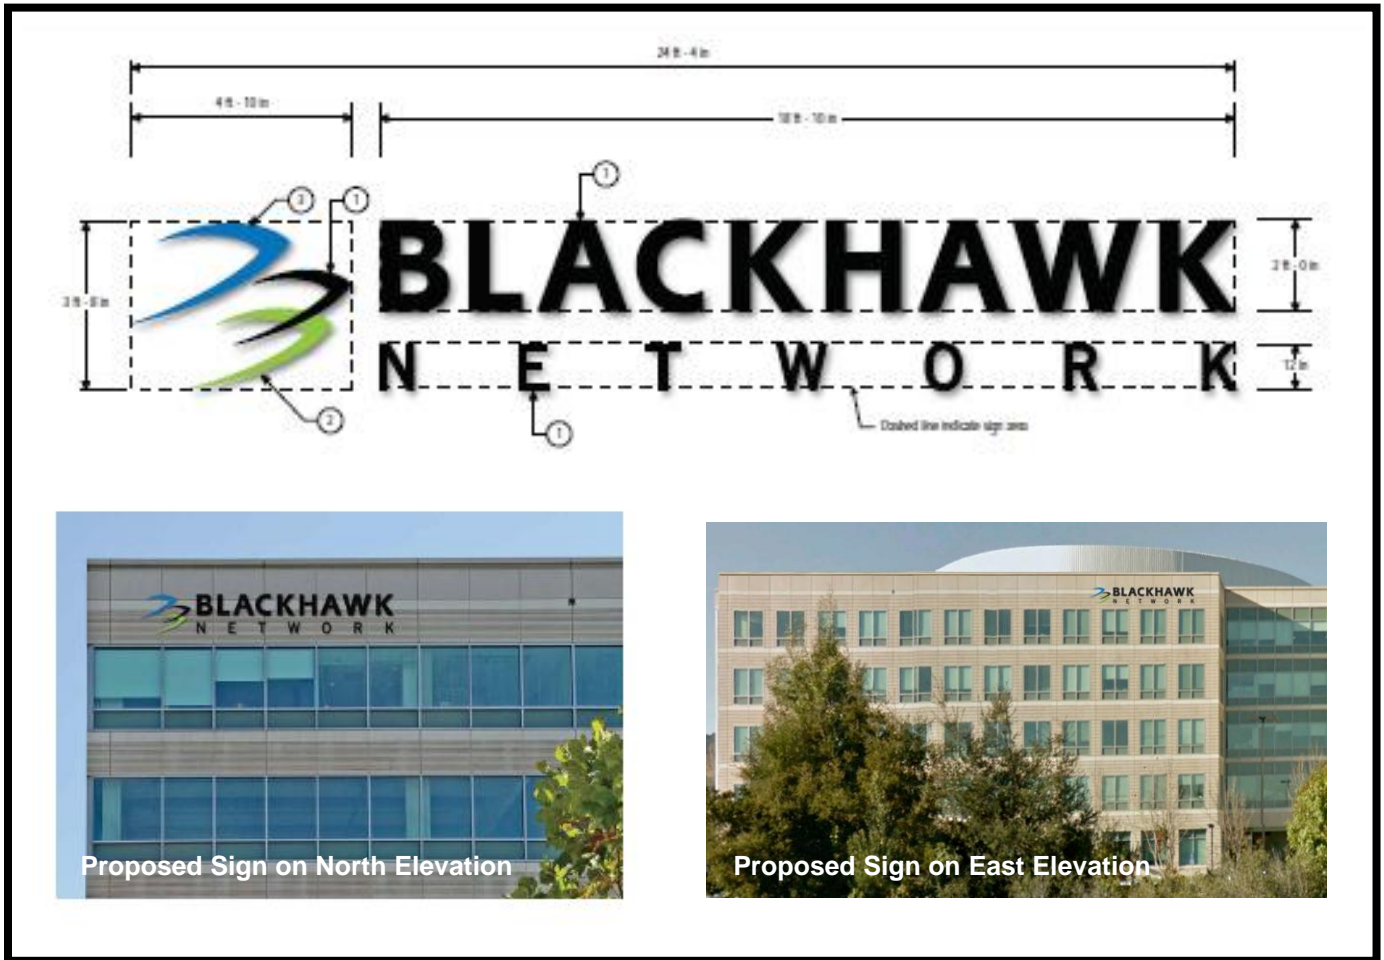 24 ft - 4 in
4 ft - 10 in
18 ft - 10 in
1
3
1
BLACKHAWK
2 ft - 0 in
3 ft - 8 in
NETWORK
12 in
2
1
Dashed line indicate sign area
BLACKHAWK
NETWORK
Proposed Sign on North Elevation
BLACKHAWK
NETWORK
Proposed Sign on East Elevation